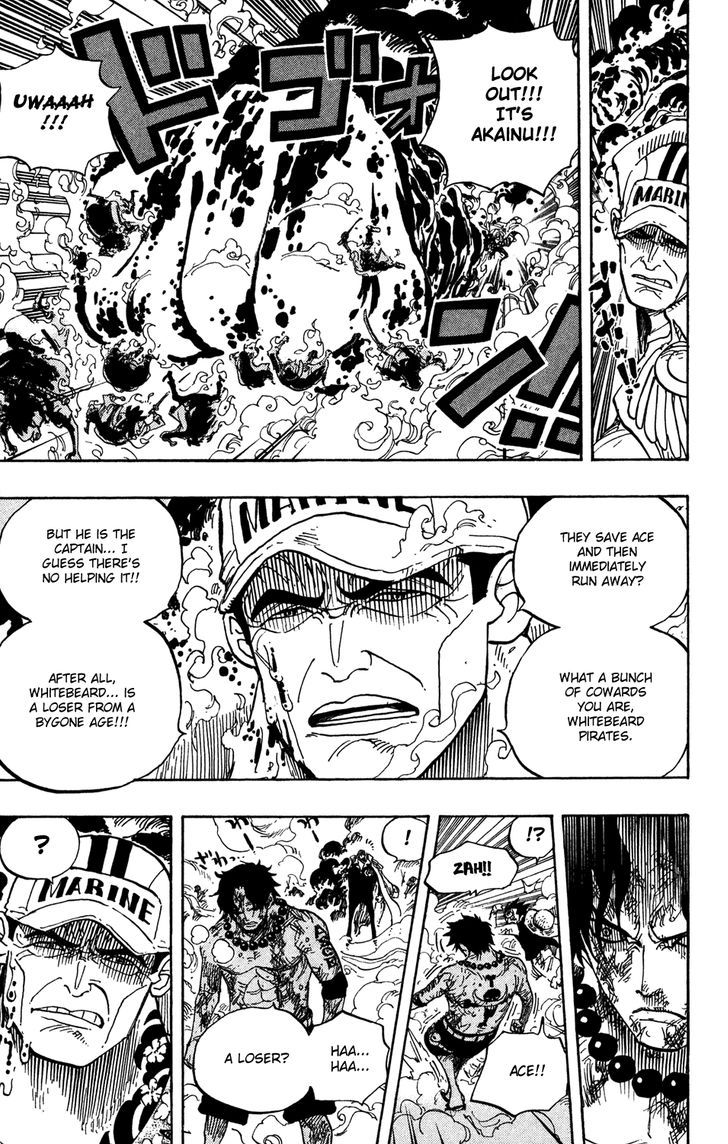 MARINE
LOOK
OUT!!!
IT'S
AKAINU!!!
ドゴォ
ン!!
UWAAAH
!!!
MARINE
THEY SAVE ACE
AND THEN
IMMEDIATELY
RUN AWAY?
WHAT A BUNCH
OF COWARDS
YOU ARE,
WHITEBEARD
PIRATES.
BUT HE IS THE
CAPTAIN... I
GUESS THERE'S
NO HELPING IT!!
AFTER ALL,
WHITEBEARD... IS
A LOSER FROM A
BYGONE AGE!!!
!?
ZAH!!
ACE!!
!
HAA...
HAA...
A LOSER?
?
MARINE